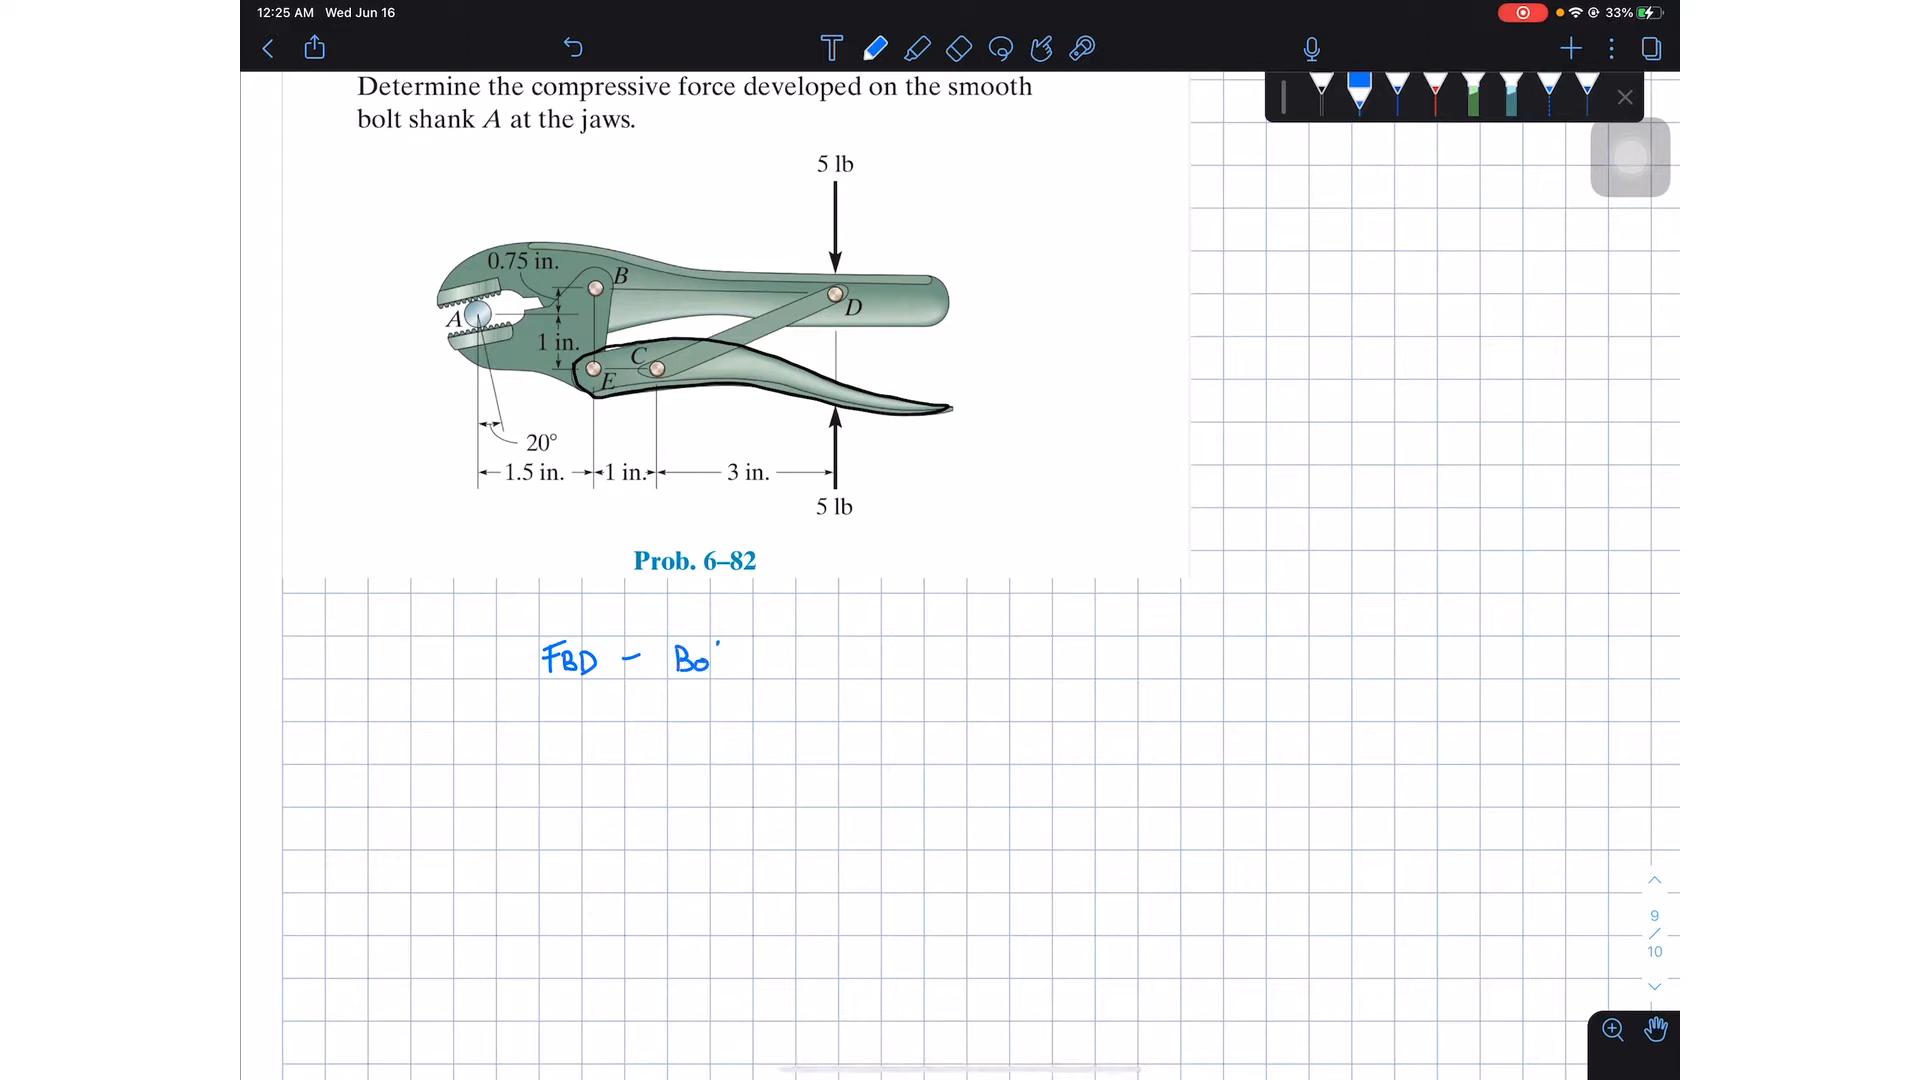 12:25 AM Wed Jun 16
33%
T
Determine the compressive force developed on the smooth
bolt shank A at the jaws.
5 lb
0.75 in.
B
A
D
1 in.
C
E
20°
1.5 in.
1 in.
3 in.
5 lb
Prob. 6–82
FBD - Bo
9
/
10